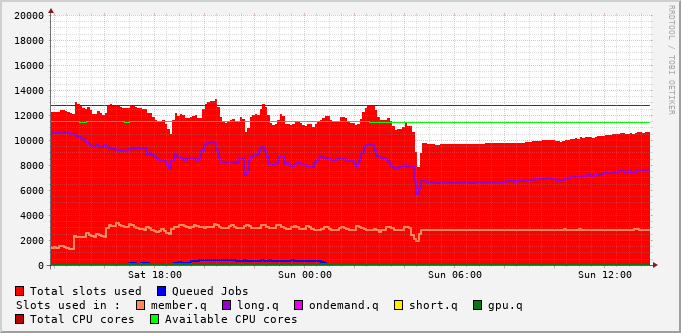 20000
18000
16000
14000
12000
10000
8000
6000
4000
2000
0
Sat 18:00 Sun 00:00 Sun 06:00 Sun 12:00
RRDTOOL / TOBI OETIKER
Total slots used Queued Jobs
Slots used in : member.q long.q ondemand.q short.q gpu.q
Total CPU cores Available CPU cores